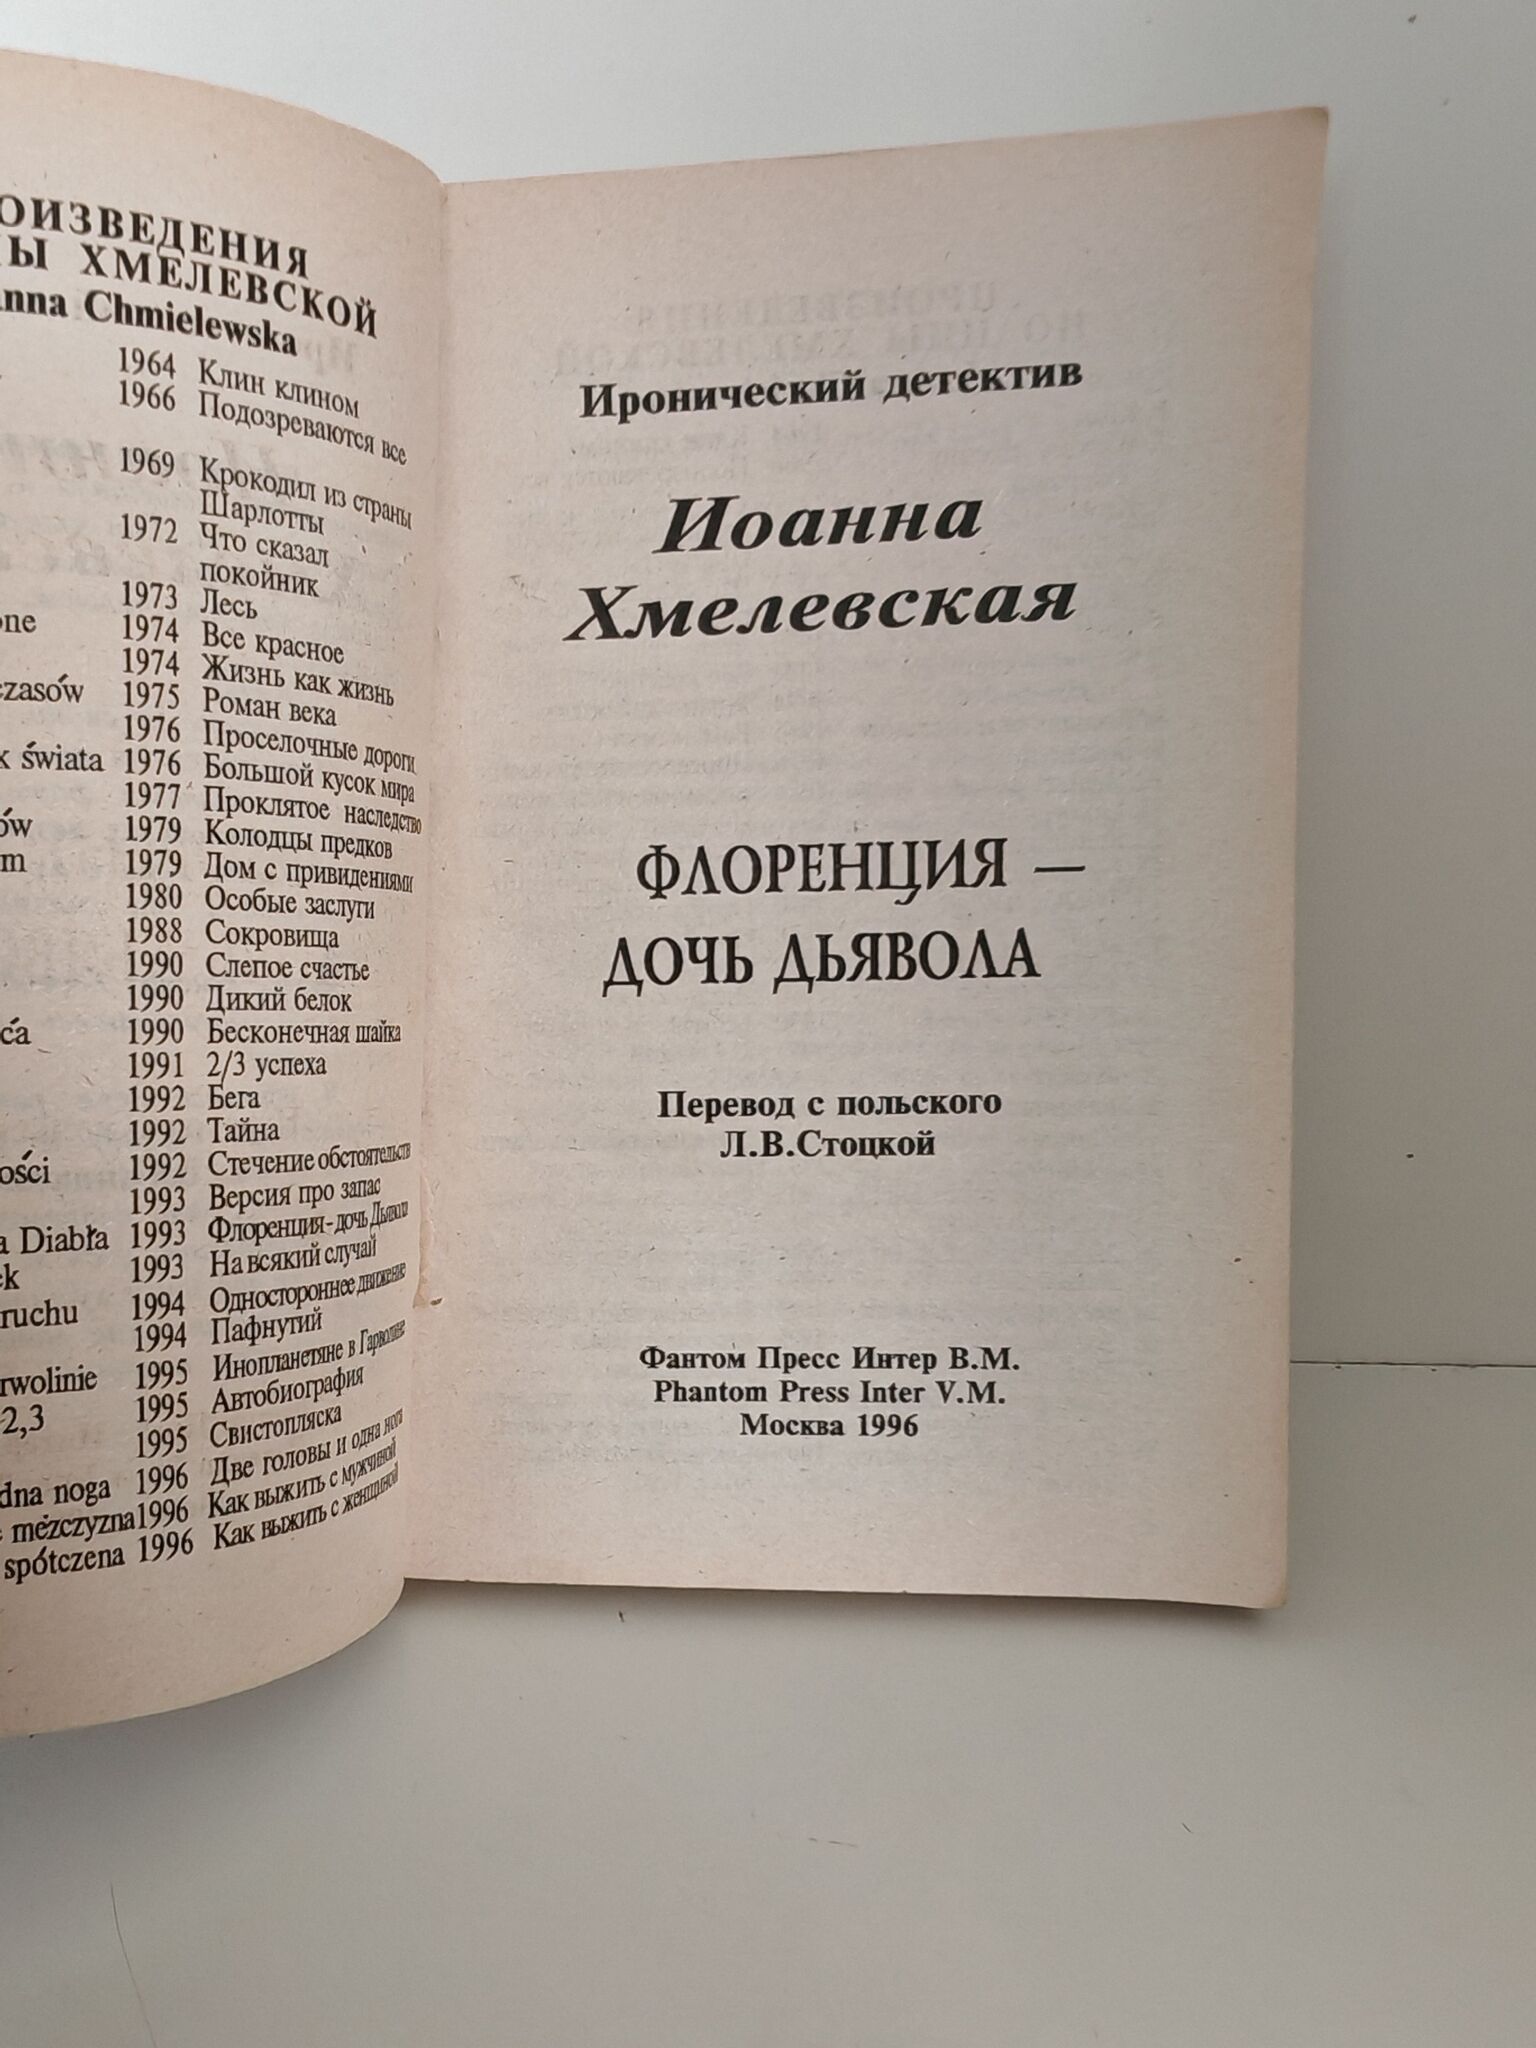 ОИЗВЕДЕНИЯ
Ы ХМЕЛЕВСКОЙ
nna Chmielewska
1964 Клин клином
1966 Подозреваются все
1969 Крокодил из страны
Шарлотты
1972 Что сказал
покойник
1973 Лесь
one 1974 Все красное
1974 Жизнь как жизнь
czasów 1975 Роман века
1976 Проселочные дороги
k świata 1976 Большой кусок мира
1977 Проклятое наследство
ów 1979 Колодцы предков
m 1979 Дом с привидениями
1980 Особые заслуги
1988 Сокровища
1990 Слепое счастье
1990 Дикий белок
ća 1990 Бесконечная шайка
1991 2/3 успеха
1992 Бега
1992 Тайна
ości 1992 Стечение обстоятельств
1993 Версия про запас
a Diabła 1993 Флоренция-дочь Дьявола
ek 1993 На всякий случай
ruchu 1994 Одностороннее движение
1994 Пафнутий
rwolinie 1995 Инопланетяне в Гарволине
2,3 1995 Автобиография
1995 Свистопляска
dna noga 1996 Две головы и одна нога
mężczyzna 1996 Как выжить с мужчиной
spótczena 1996 Как выжить с женщиной
Иронический детектив
Иоанна
Хмелевская
ФЛОРЕНЦИЯ —
ДОЧЬ ДЬЯВОЛА
Перевод с польского
Л.В.Стоцкой
Фантом Пресс Интер В.М.
Phantom Press Inter V.M.
Москва 1996